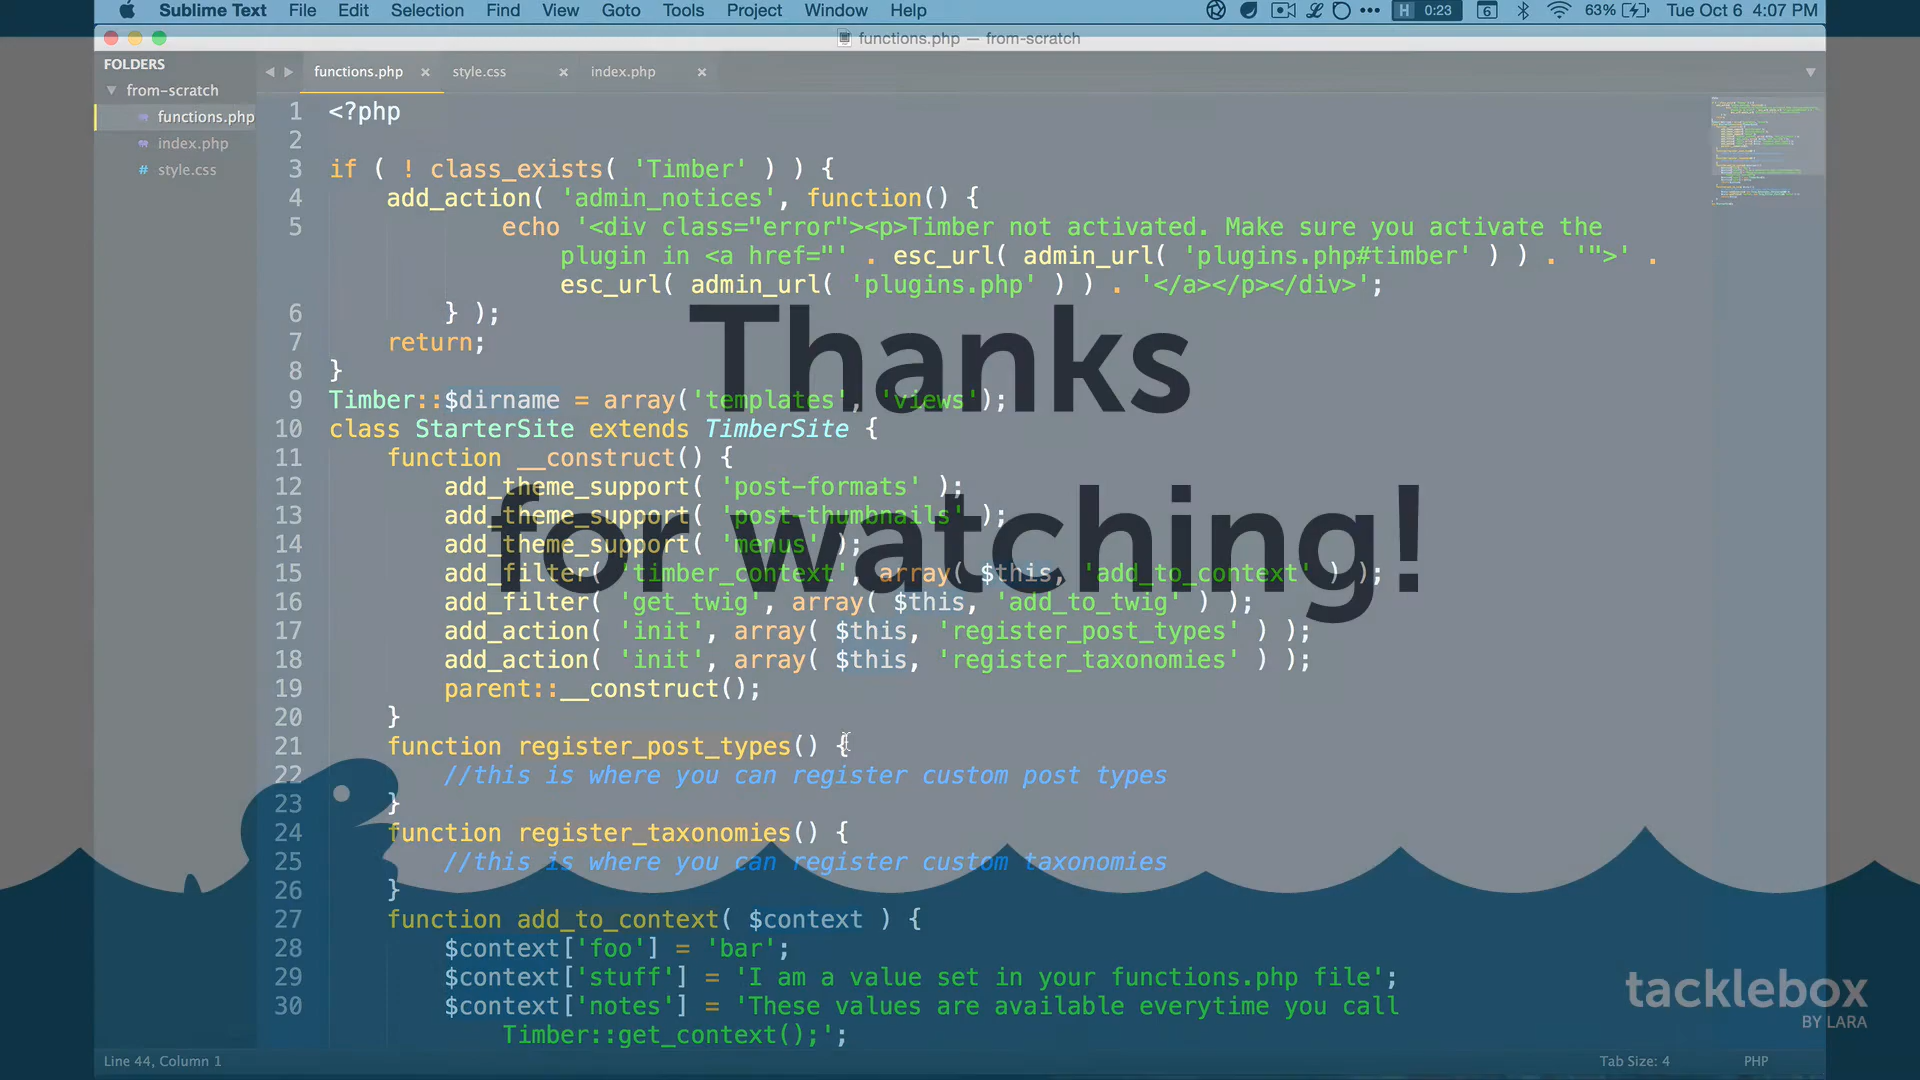 Sublime Text File Edit Selection Find View Goto Tools Project Window Help H 0:23 6 63% Tue Oct 6 4:07 PM
functions.php — from-scratch
FOLDERS
from-scratch
functions.php
index.php
style.css
functions.php × style.css × index.php ×
1 <?php
2
3 if ( ! class_exists( 'Timber' ) ) {
4 add_action( 'admin_notices', function() {
5 echo '<div class="error"><p>Timber not activated. Make sure you activate the
plugin in <a href="' . esc_url( admin_url( 'plugins.php#timber' ) ) . '">' .
esc_url( admin_url( 'plugins.php' ) ) . '</a></p></div>';
6 } );
7 return;
8 }
9 Timber::$dirname = array('templates', 'views');
10 class StarterSite extends TimberSite {
11 function __construct() {
12 add_theme_support( 'post-formats' );
13 add_theme_support( 'post-thumbnails' );
14 add_theme_support( 'menus' );
15 add_filter( 'timber_context', array( $this, 'add_to_context' ) );
16 add_filter( 'get_twig', array( $this, 'add_to_twig' ) );
17 add_action( 'init', array( $this, 'register_post_types' ) );
18 add_action( 'init', array( $this, 'register_taxonomies' ) );
19 parent::__construct();
20 }
21 function register_post_types() {
22 //this is where you can register custom post types
23 }
24 function register_taxonomies() {
25 //this is where you can register custom taxonomies
26 }
27 function add_to_context( $context ) {
28 $context['foo'] = 'bar';
29 $context['stuff'] = 'I am a value set in your functions.php file';
30 $context['notes'] = 'These values are available everytime you call
Timber::get_context();';
Thanks
for watching!
tacklebox
BY LARA
Line 44, Column 1 Tab Size: 4 PHP